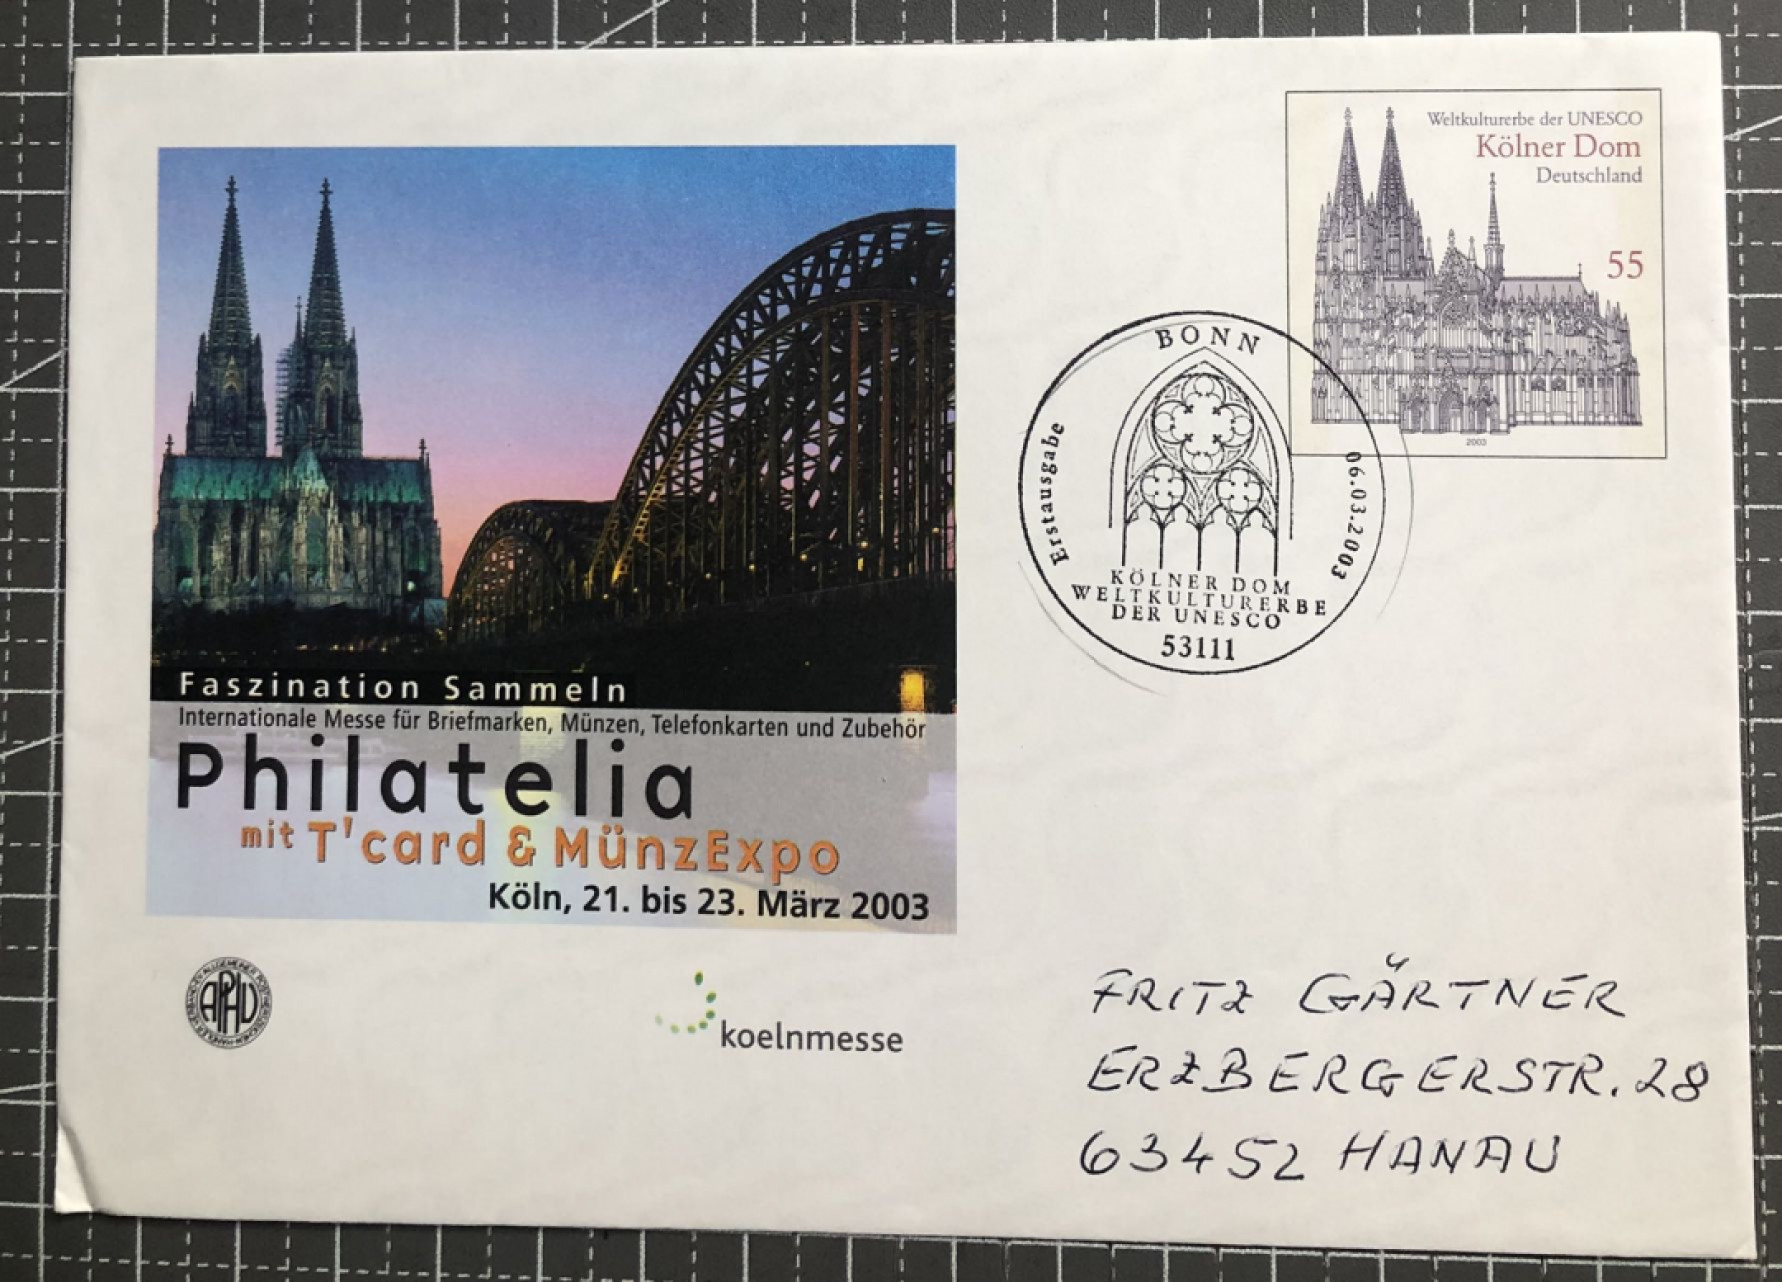 Weltkulturerbe der UNESCO
Kölner Dom
Deutschland
55
2003
BONN
Erstausgabe
06.03.2003
KÖLNER DOM
WELTKULTURERBE
DER UNESCO
53111
Faszination Sammeln
Internationale Messe für Briefmarken, Münzen, Telefonkarten und Zubehör
Philatelia
mit T'card & MünzExpo
Köln, 21. bis 23. März 2003
APHV
koelnmesse
FRITZ GÄRTNER
ERZBERGERSTR. 28
63452 HANAU